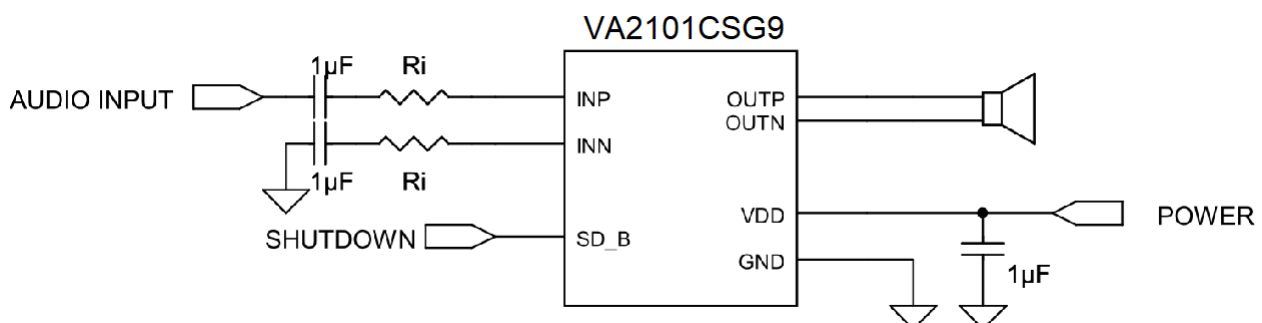 VA2101CSG9
1µF
Ri
AUDIO INPUT
INP
OUTP
OUTN
INN
1µF
Ri
VDD
POWER
SHUTDOWN
SD_B
GND
1µF